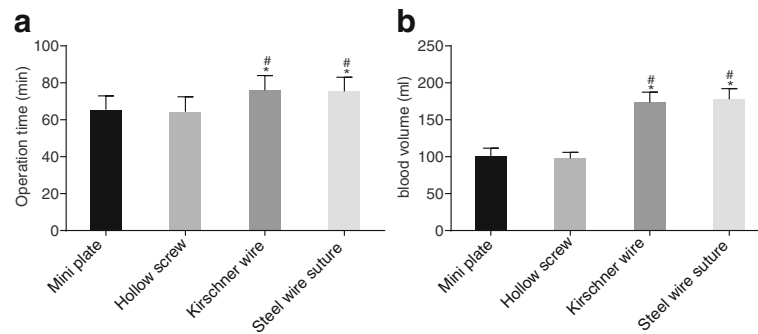 a
Operation time (min)
100
80
60
40
20
0
#
*
#
*
Mini plate
Hollow screw
Kirschner wire
Steel wire suture
b
blood volume (ml)
250
200
150
100
50
0
#
*
#
*
Mini plate
Hollow screw
Kirschner wire
Steel wire suture